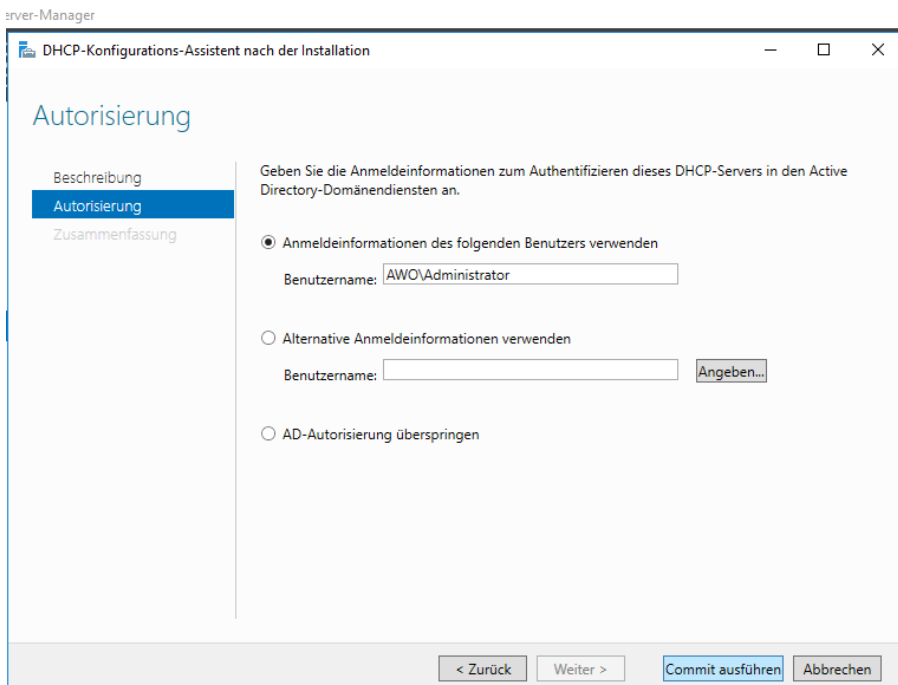 erver-Manager
DHCP-Konfigurations-Assistent nach der Installation
Autorisierung
Beschreibung
Autorisierung
Zusammenfassung
Geben Sie die Anmeldeinformationen zum Authentifizieren dieses DHCP-Servers in den Active
Directory-Domänendiensten an.
Anmeldeinformationen des folgenden Benutzers verwenden
Benutzername: AWO\Administrator
Alternative Anmeldeinformationen verwenden
Benutzername: Angeben...
AD-Autorisierung überspringen
< Zurück Weiter > Commit ausführen Abbrechen